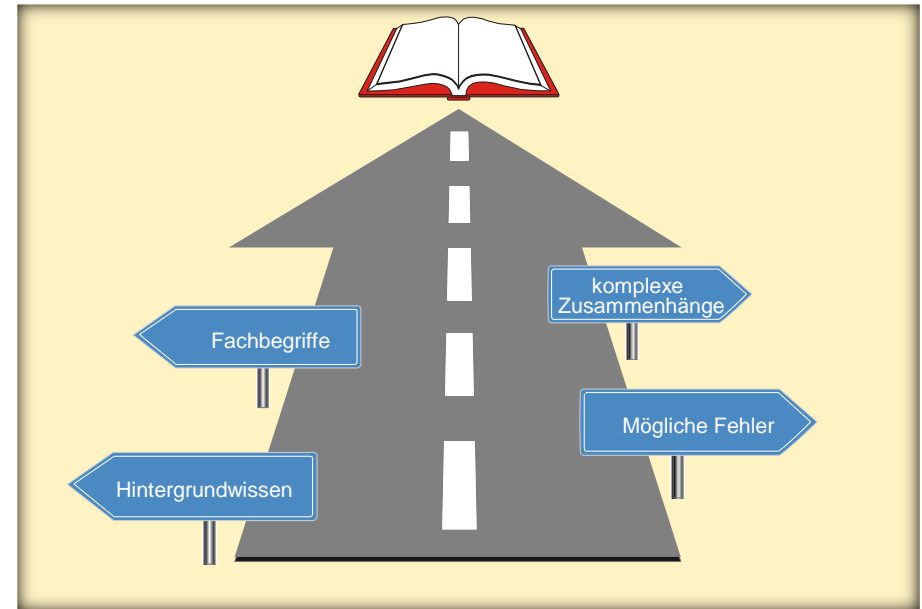 komplexe
Zusammenhänge
Fachbegriffe
Mögliche Fehler
Hintergrundwissen